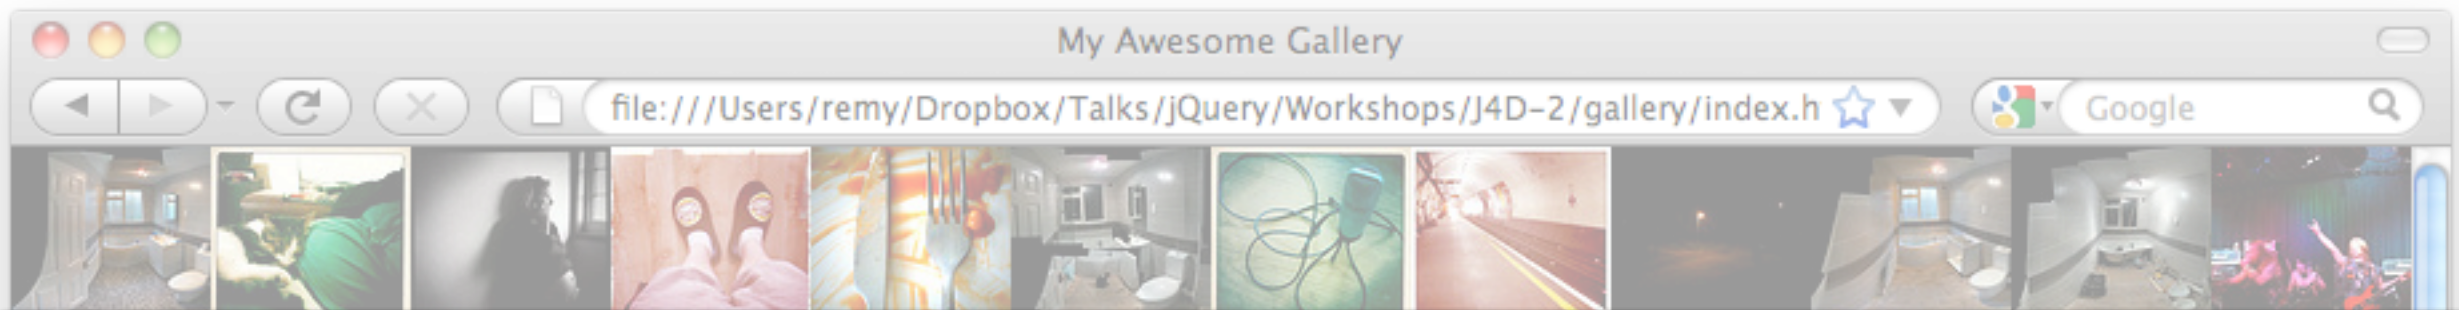 My Awesome Gallery
file:///Users/remy/Dropbox/Talks/jQuery/Workshops/J4D-2/gallery/index.h
Google